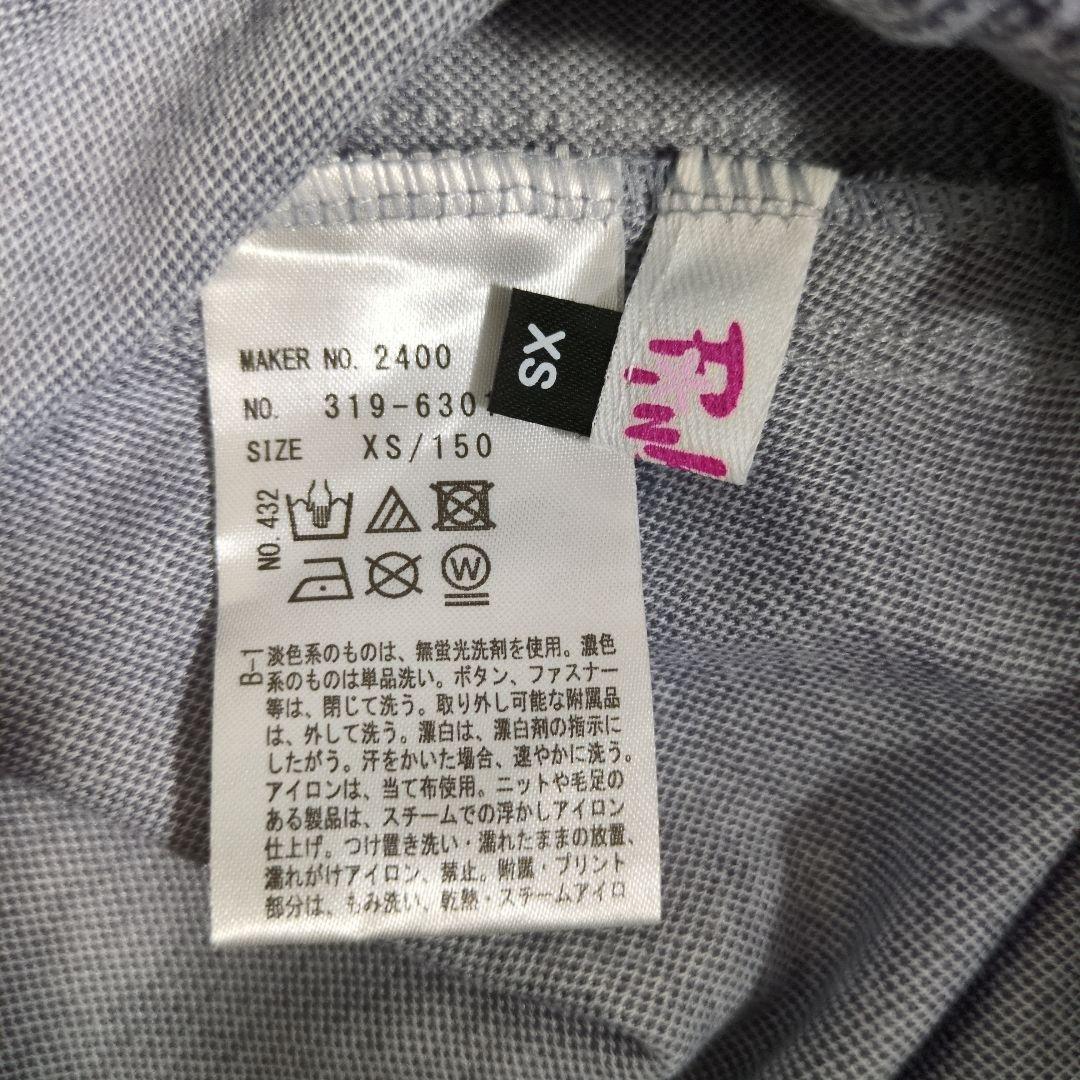 MAKER NO. 2400
NO. 319-6301
SIZE XS/150
XS
NO. 432
W
B-1
淡色系のものは、無蛍光洗剤を使用。濃色
系のものは単品洗い。ボタン、ファスナー
等は、閉じて洗う。取り外し可能な附属品
は、外して洗う。漂白は、漂白剤の指示に
したがう。汗をかいた場合、速やかに洗う。
アイロンは、当て布使用。ニットや毛足の
ある製品は、スチームでの浮かしアイロン
仕上げ。つけ置き洗い・濡れたままの放置、
濡れがけアイロン、禁止。附属・プリント
部分は、もみ洗い、乾熱・スチームアイロ